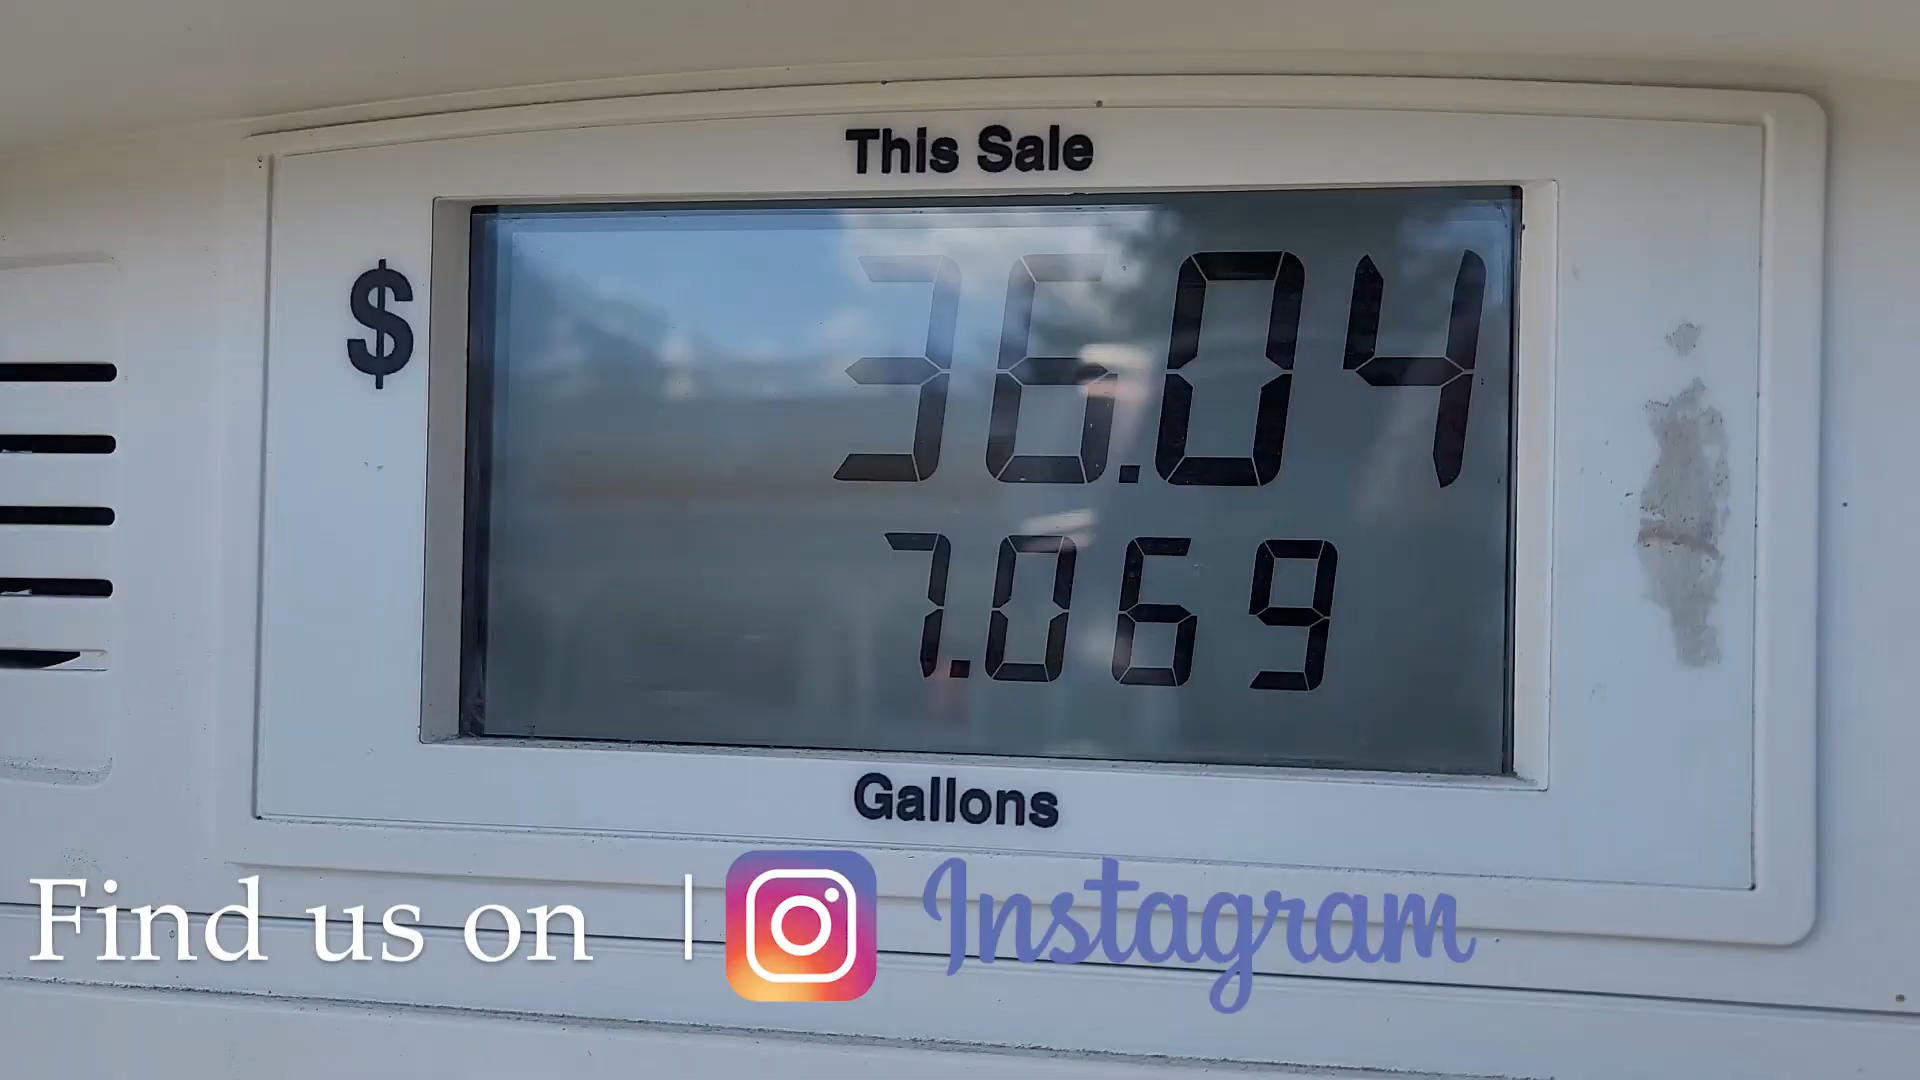 This Sale
$ 36.04
7.069
Gallons
Find us on | Instagram